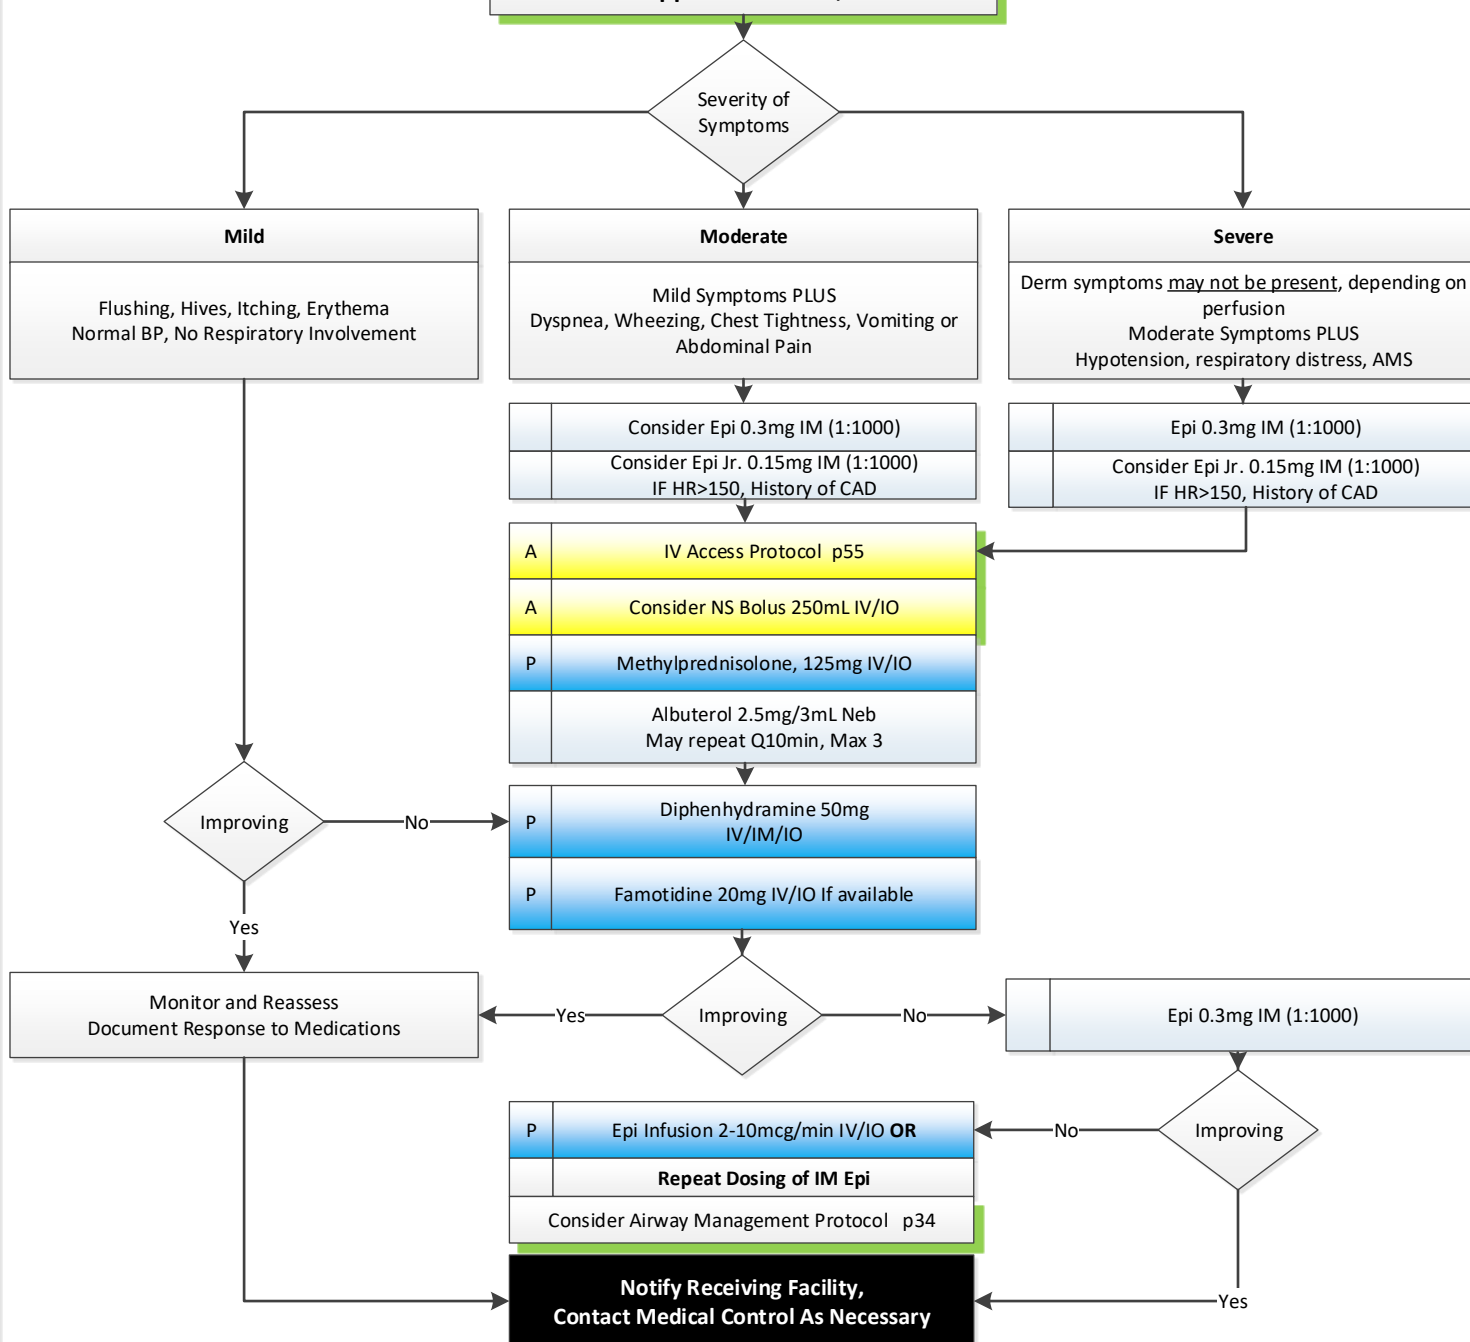 Severity of
Symptoms
Mild
Flushing, Hives, Itching, Erythema
Normal BP, No Respiratory Involvement
Moderate
Mild Symptoms PLUS
Dyspnea, Wheezing, Chest Tightness, Vomiting or
Abdominal Pain
Severe
Derm symptoms may not be present, depending on
perfusion
Moderate Symptoms PLUS
Hypotension, respiratory distress, AMS
Consider Epi 0.3mg IM (1:1000)
Consider Epi Jr. 0.15mg IM (1:1000)
IF HR>150, History of CAD
Epi 0.3mg IM (1:1000)
Consider Epi Jr. 0.15mg IM (1:1000)
IF HR>150, History of CAD
A IV Access Protocol p55
A Consider NS Bolus 250mL IV/IO
P Methylprednisolone, 125mg IV/IO
Albuterol 2.5mg/3mL Neb
May repeat Q10min, Max 3
Improving
No
P Diphenhydramine 50mg
IV/IM/IO
P Famotidine 20mg IV/IO If available
Yes
Monitor and Reassess
Document Response to Medications
Yes
Improving
No
Epi 0.3mg IM (1:1000)
P Epi Infusion 2-10mcg/min IV/IO OR
Repeat Dosing of IM Epi
Consider Airway Management Protocol p34
No
Improving
Yes
Notify Receiving Facility,
Contact Medical Control As Necessary